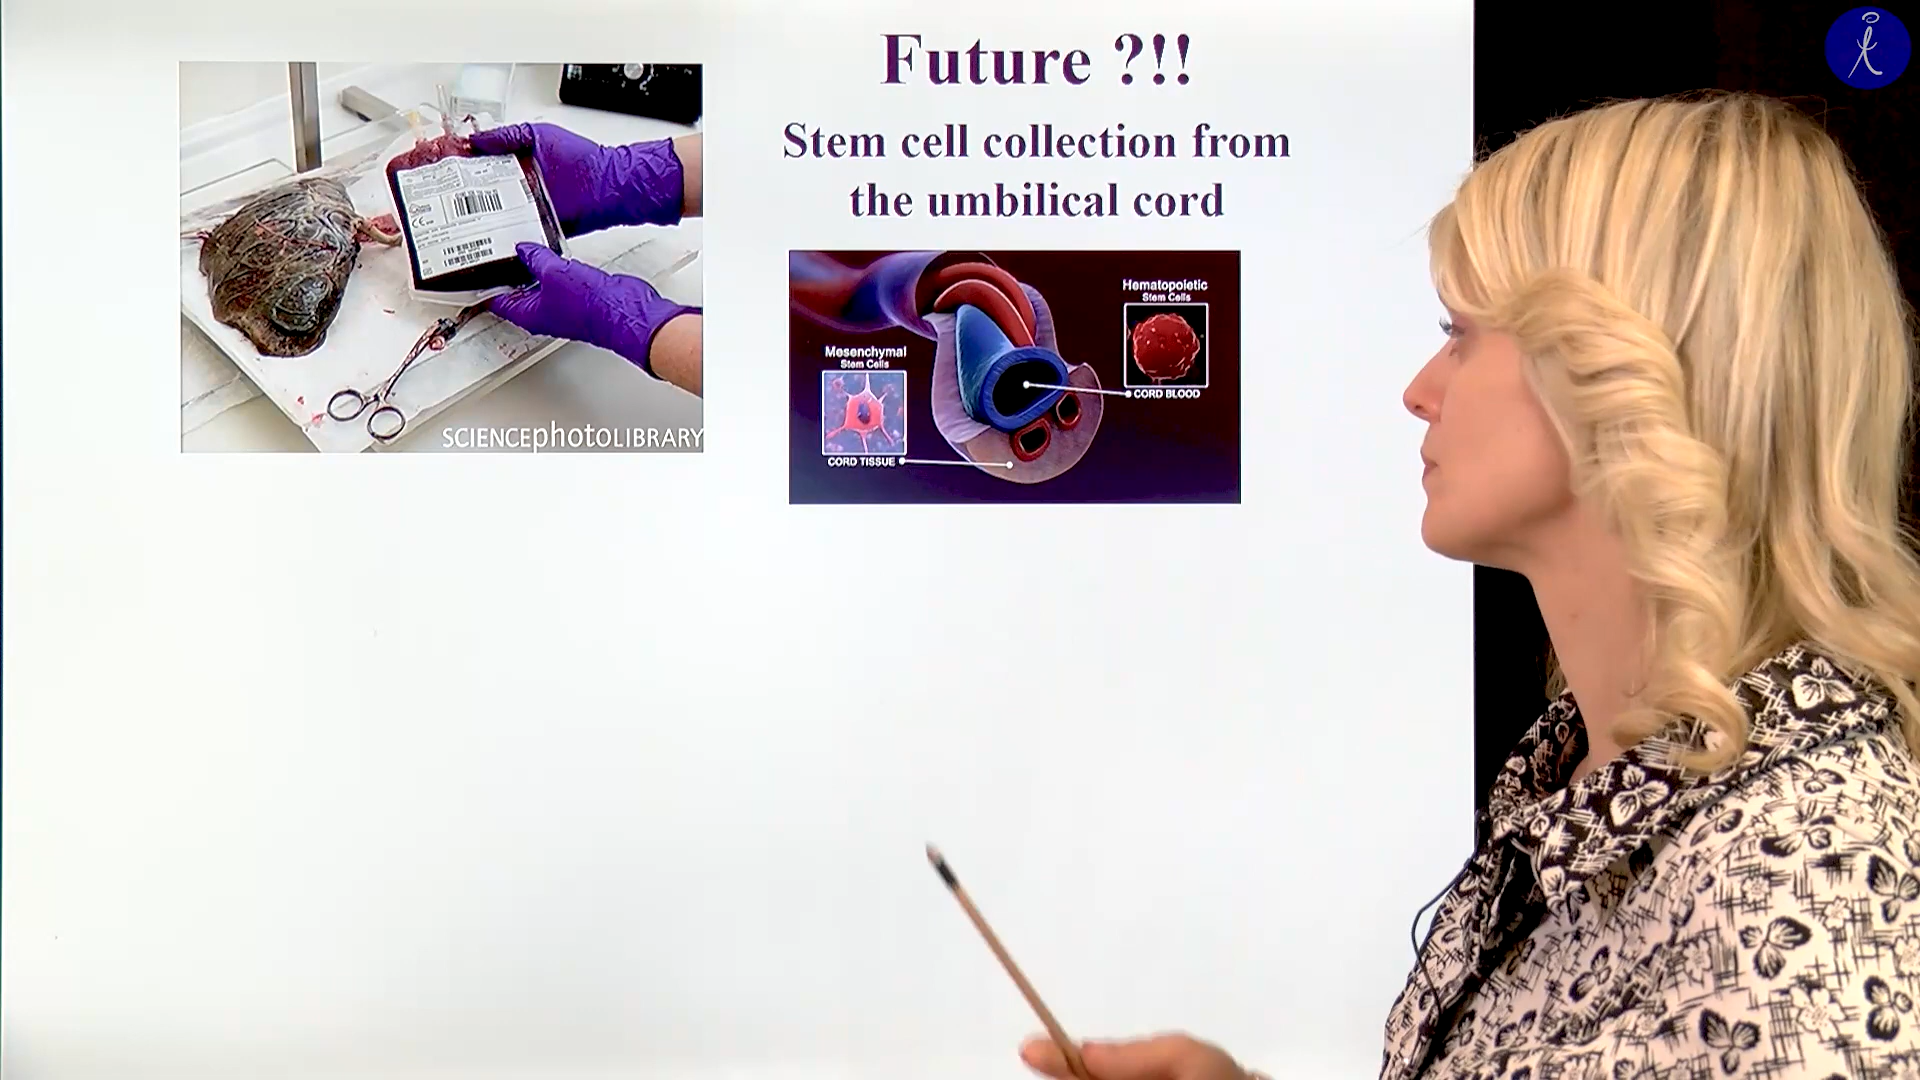 Future ?!!
Stem cell collection from
the umbilical cord
SCIENCEphotoLIBRARY
Hematopoietic
Stem Cells
Mesenchymal
Stem Cells
CORD BLOOD
CORD TISSUE